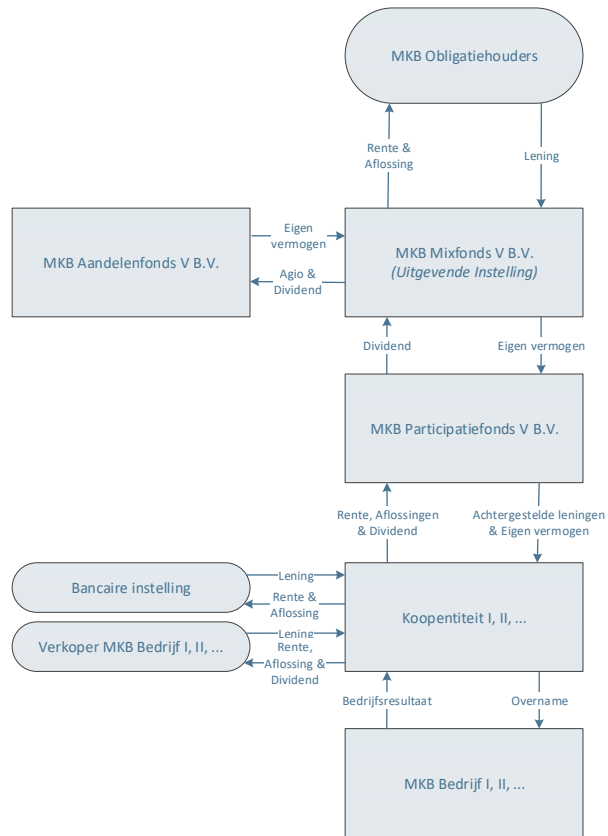 MKB Obligatiehouders
Rente &
Aflossing
Lening
MKB Aandelenfonds V B.V.
Eigen
vermogen
Agio &
Dividend
MKB Mixfonds V B.V.
(Uitgevende Instelling)
Dividend
Eigen vermogen
MKB Participatiefonds V B.V.
Rente, Aflossingen
& Dividend
Achtergestelde leningen
& Eigen vermogen
Bancaire instelling
Lening
Rente &
Aflossing
Koopentiteit I, II, ...
Verkoper MKB Bedrijf I, II, ...
Lening
Rente,
Aflossing &
Dividend
Bedrijfsresultaat
Overname
MKB Bedrijf I, II, ...